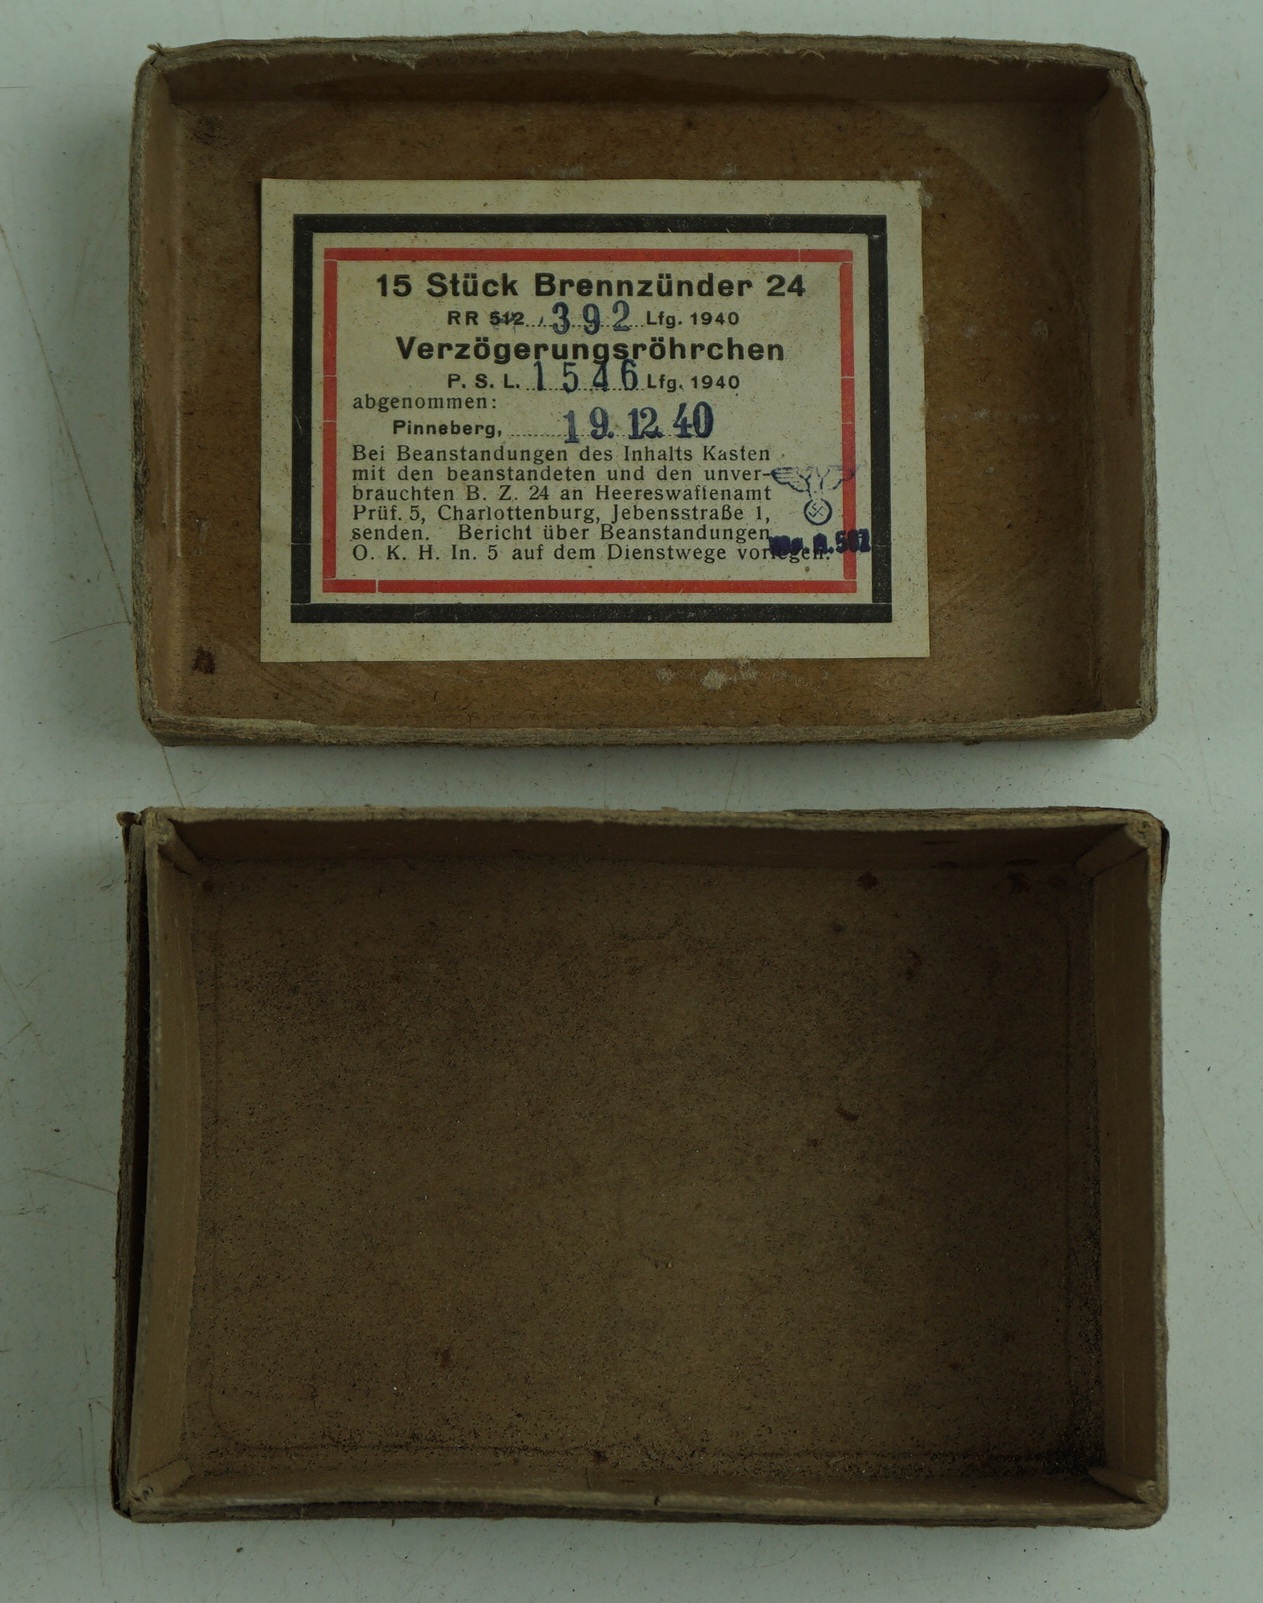 15 Stück Brennzünder 24
RR 512 392 Lfg. 1940
Verzögerungsröhrchen
P. S. L. 1546 Lfg. 1940
abgenommen:
Pinneberg, 19. 12. 40
Bei Beanstandungen des Inhalts Kasten
mit den beanstandeten und den unver-
brauchten B. Z. 24 an Heereswaffenamt
Prüf. 5, Charlottenburg, Jebensstraße 1,
senden. Bericht über Beanstandungen
O. K. H. In. 5 auf dem Dienstwege vorlegen.